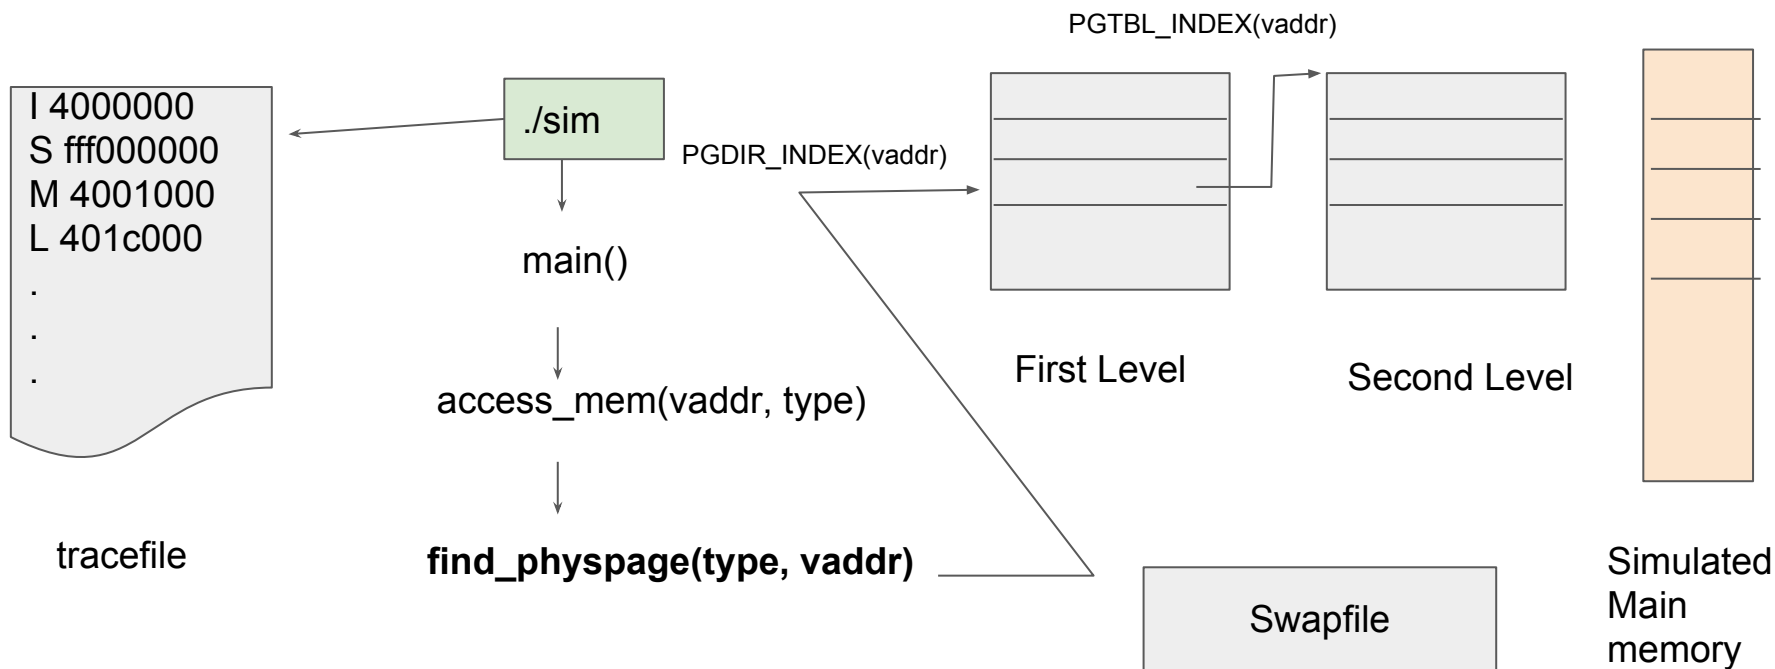 PGTBL_INDEX(vaddr)
I 4000000
S fff000000
M 4001000
L 401c000
.
.
.
./sim
PGDIR_INDEX(vaddr)
main()
First Level
Second Level
access_mem(vaddr, type)
tracefile
find_physpage(type, vaddr)
Swapfile
Simulated
Main
memory